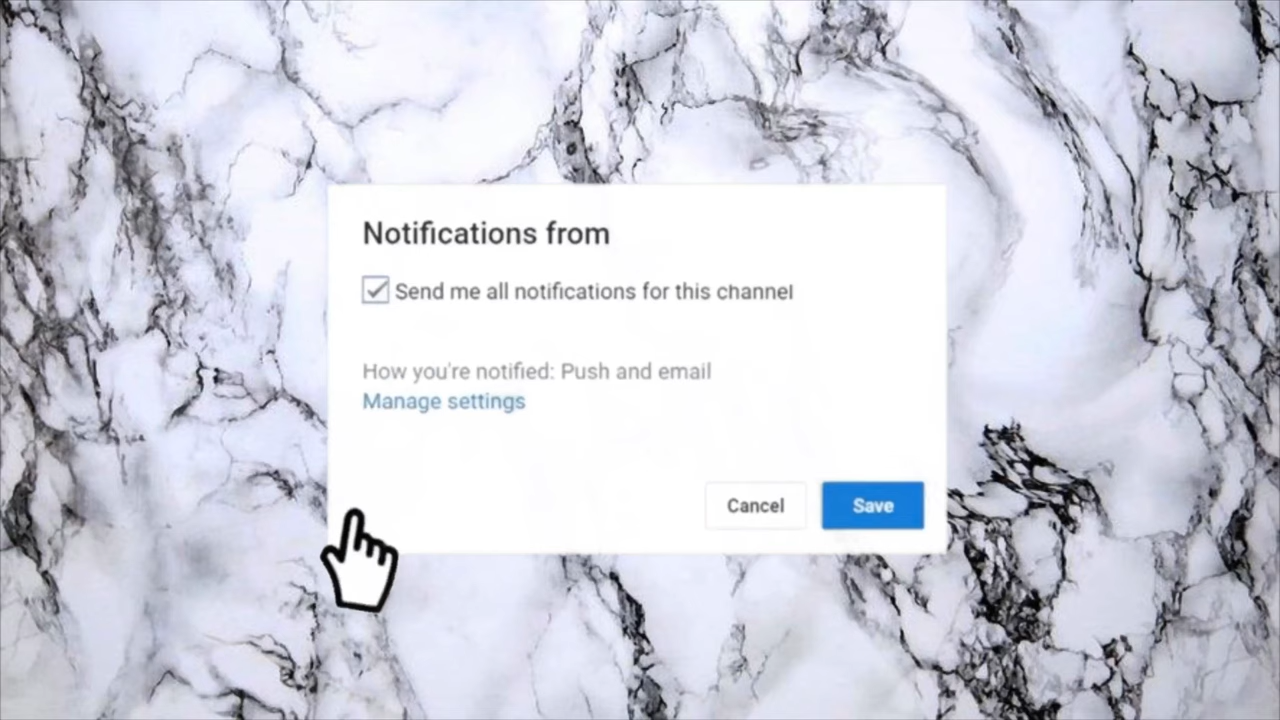 Notifications from
Send me all notifications for this channel
How you're notified: Push and email
Manage settings
Cancel
Save